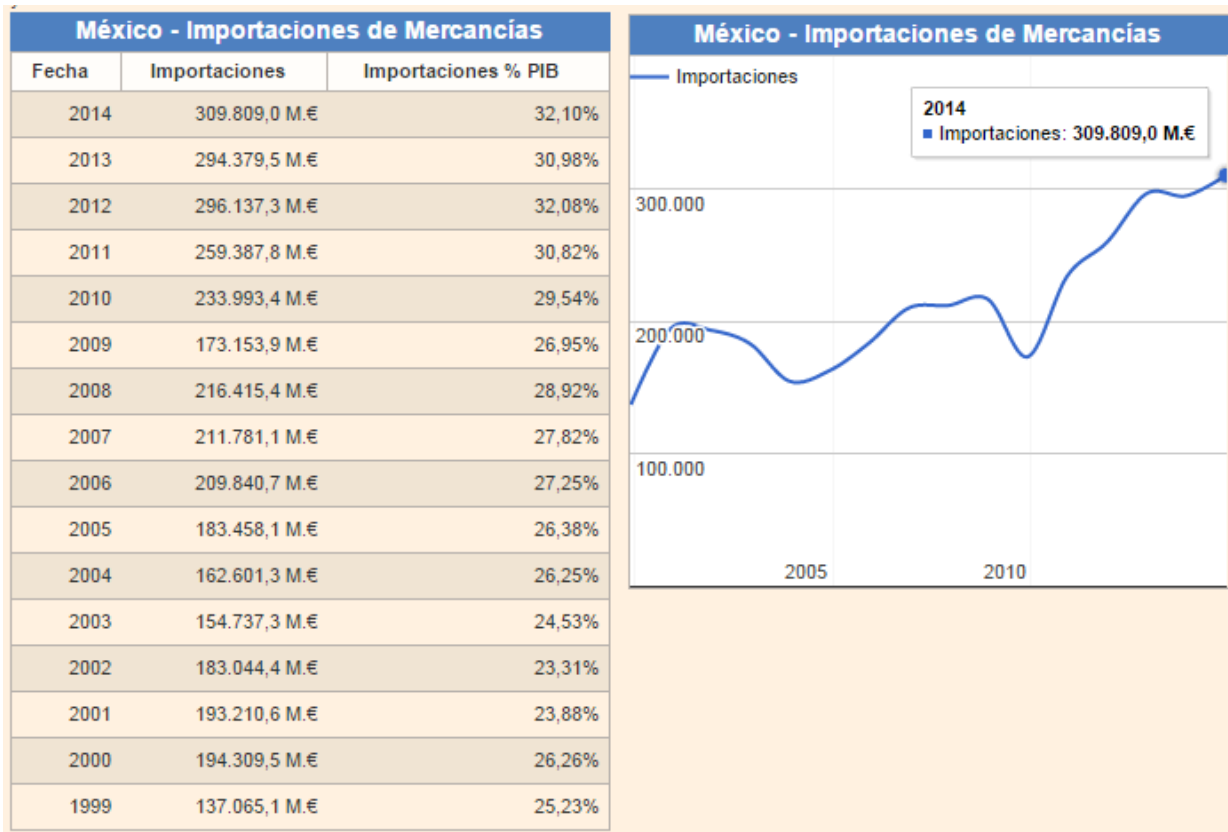 México - Importaciones de Mercancías
Fecha Importaciones Importaciones % PIB
2014 309.809,0 M.€ 32,10%
2013 294.379,5 M.€ 30,98%
2012 296.137,3 M.€ 32,08%
2011 259.387,8 M.€ 30,82%
2010 233.993,4 M.€ 29,54%
2009 173.153,9 M.€ 26,95%
2008 216.415,4 M.€ 28,92%
2007 211.781,1 M.€ 27,82%
2006 209.840,7 M.€ 27,25%
2005 183.458,1 M.€ 26,38%
2004 162.601,3 M.€ 26,25%
2003 154.737,3 M.€ 24,53%
2002 183.044,4 M.€ 23,31%
2001 193.210,6 M.€ 23,88%
2000 194.309,5 M.€ 26,26%
1999 137.065,1 M.€ 25,23%
México - Importaciones de Mercancías
Importaciones
2014
Importaciones: 309.809,0 M.€
300.000
200.000
100.000
2005 2010